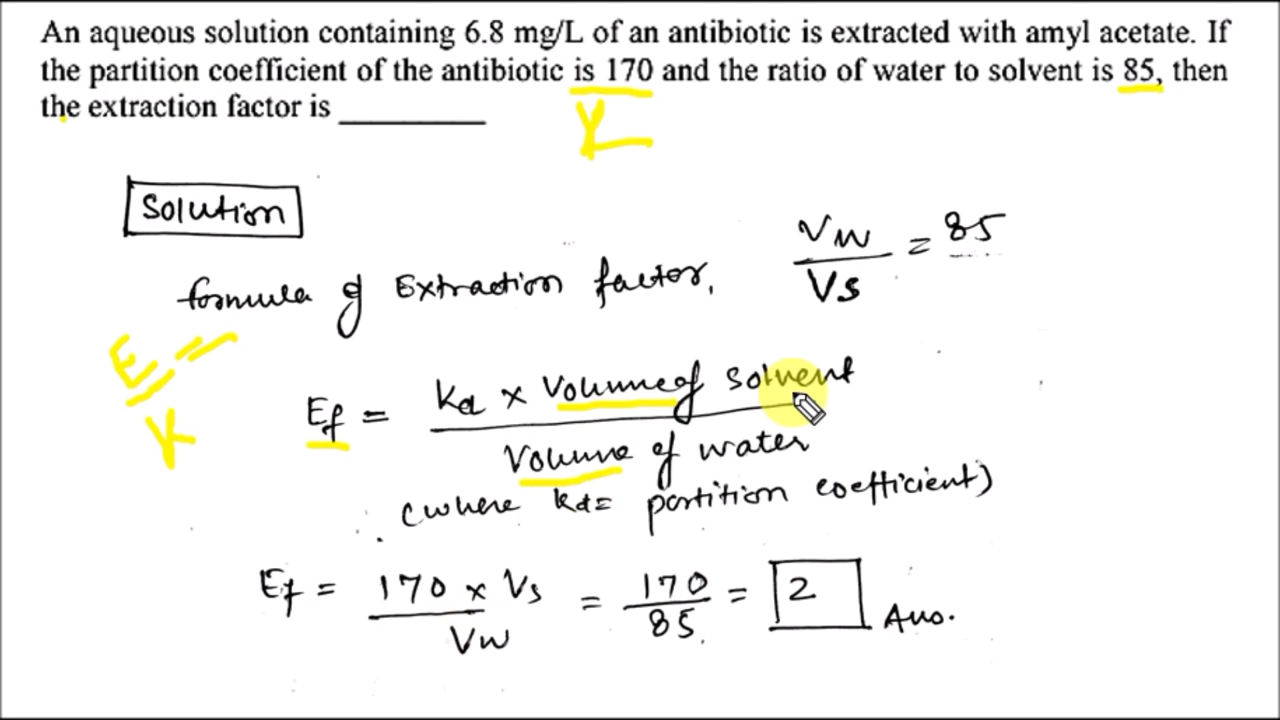 An aqueous solution containing 6.8 mg/L of an antibiotic is extracted with amyl acetate. If
the partition coefficient of the antibiotic is 170 and the ratio of water to solvent is 85, then
the extraction factor is __________
K
Solution
Vw / Vs = 85
formula of Extraction factor,
E =
K
Ef = Kd × Volume of solvent / Volume of water
(where Kd = partition coefficient)
Ef = 170 × Vs / Vw = 170 / 85 = 2 Ans.